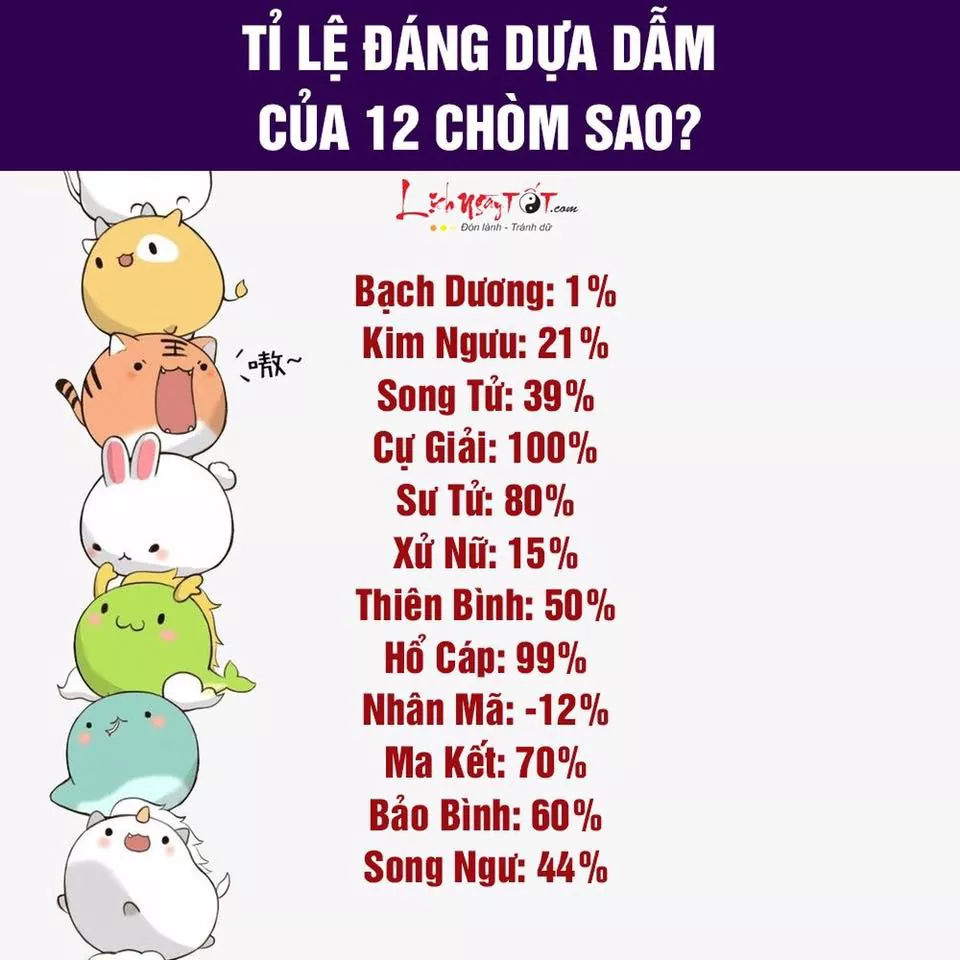 TỈ LỆ ĐÁNG DỰA DẪM
CỦA 12 CHÒM SAO?
LịchNgàyTỐT.com
Đón lành - Tránh dữ
嗷~
Bạch Dương: 1%
Kim Ngưu: 21%
Song Tử: 39%
Cự Giải: 100%
Sư Tử: 80%
Xử Nữ: 15%
Thiên Bình: 50%
Hổ Cáp: 99%
Nhân Mã: -12%
Ma Kết: 70%
Bảo Bình: 60%
Song Ngư: 44%